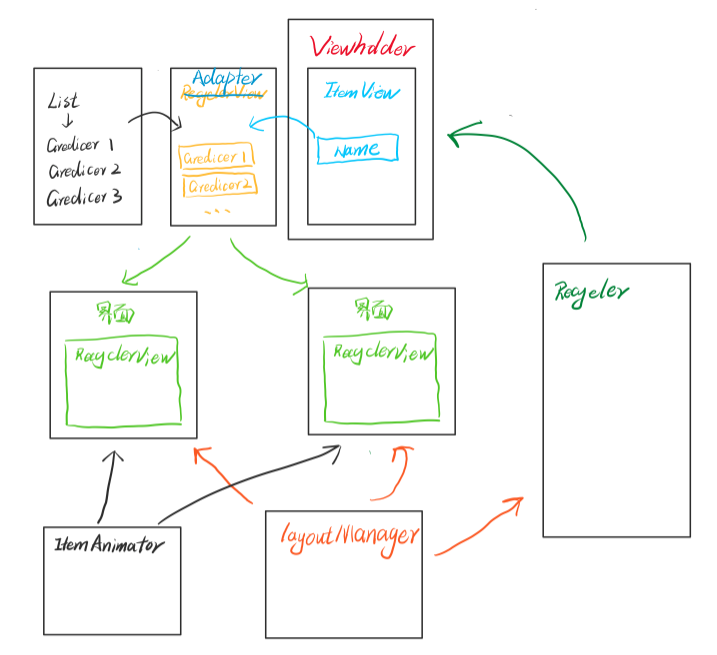 List
Gredicer 1
Gredicer 2
Gredicer 3
Adapter
RecyclerView
Gredicer 1
Gredicer 2
...
Viewholder
ItemView
Name
界面
RecyclerView
界面
RecyclerView
Recycler
ItemAnimator
layoutManager